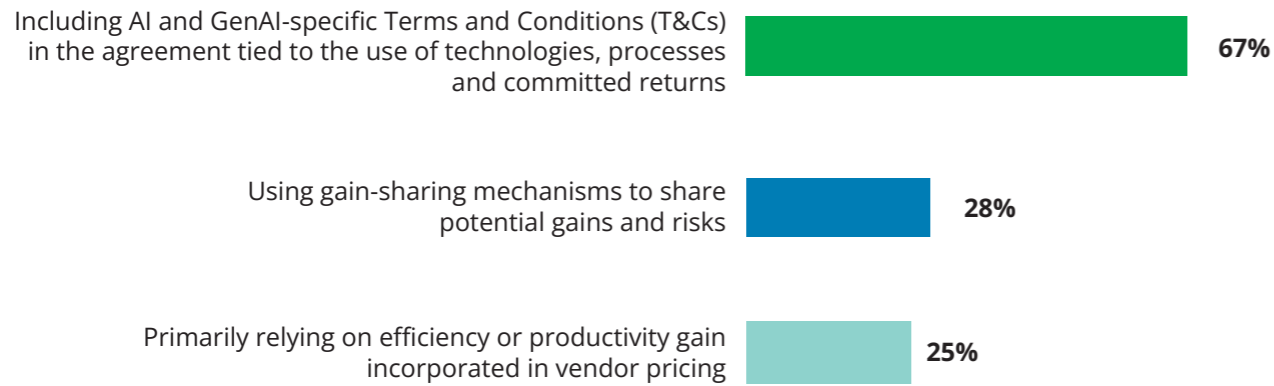 Including AI and GenAI-specific Terms and Conditions (T&Cs)
in the agreement tied to the use of technologies, processes
and committed returns
67%
Using gain-sharing mechanisms to share
potential gains and risks
28%
Primarily relying on efficiency or productivity gain
incorporated in vendor pricing
25%